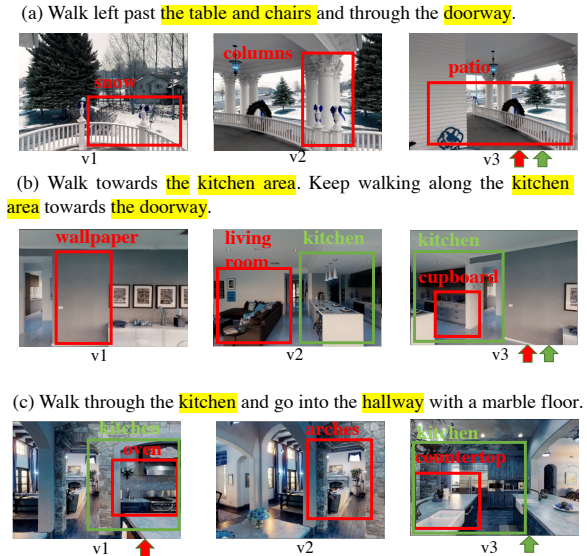 (a) Walk left past the table and chairs and through the doorway.
snow
columns
patio
v1
v2
v3
(b) Walk towards the kitchen area. Keep walking along the kitchen
area towards the doorway.
wallpaper
living
room
kitchen
kitchen
cupboard
v1
v2
v3
(c) Walk through the kitchen and go into the hallway with a marble floor.
kitchen
oven
arches
kitchen
countertop
v1
v2
v3